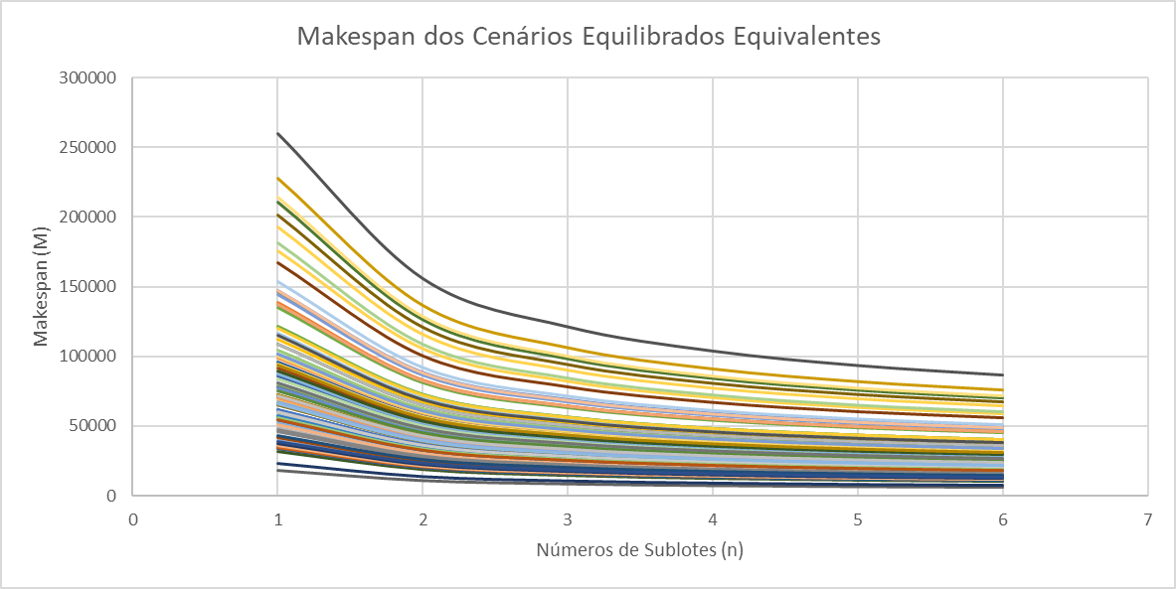 Makespan dos Cenários Equilibrados Equivalentes
300000
250000
200000
150000
100000
50000
0
Makespan (M)
0 1 2 3 4 5 6 7
Números de Sublotes (n)